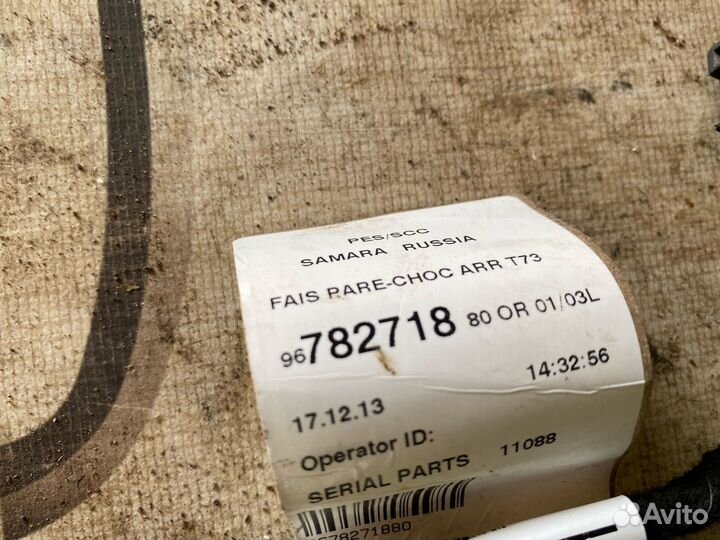 PES/SCC
SAMARA RUSSIA
FAIS PARE-CHOC ARR T73
96782718 80 OR 01/03L
14:32:56
17.12.13
Operator ID:
SERIAL PARTS 11088
678271880
Avito